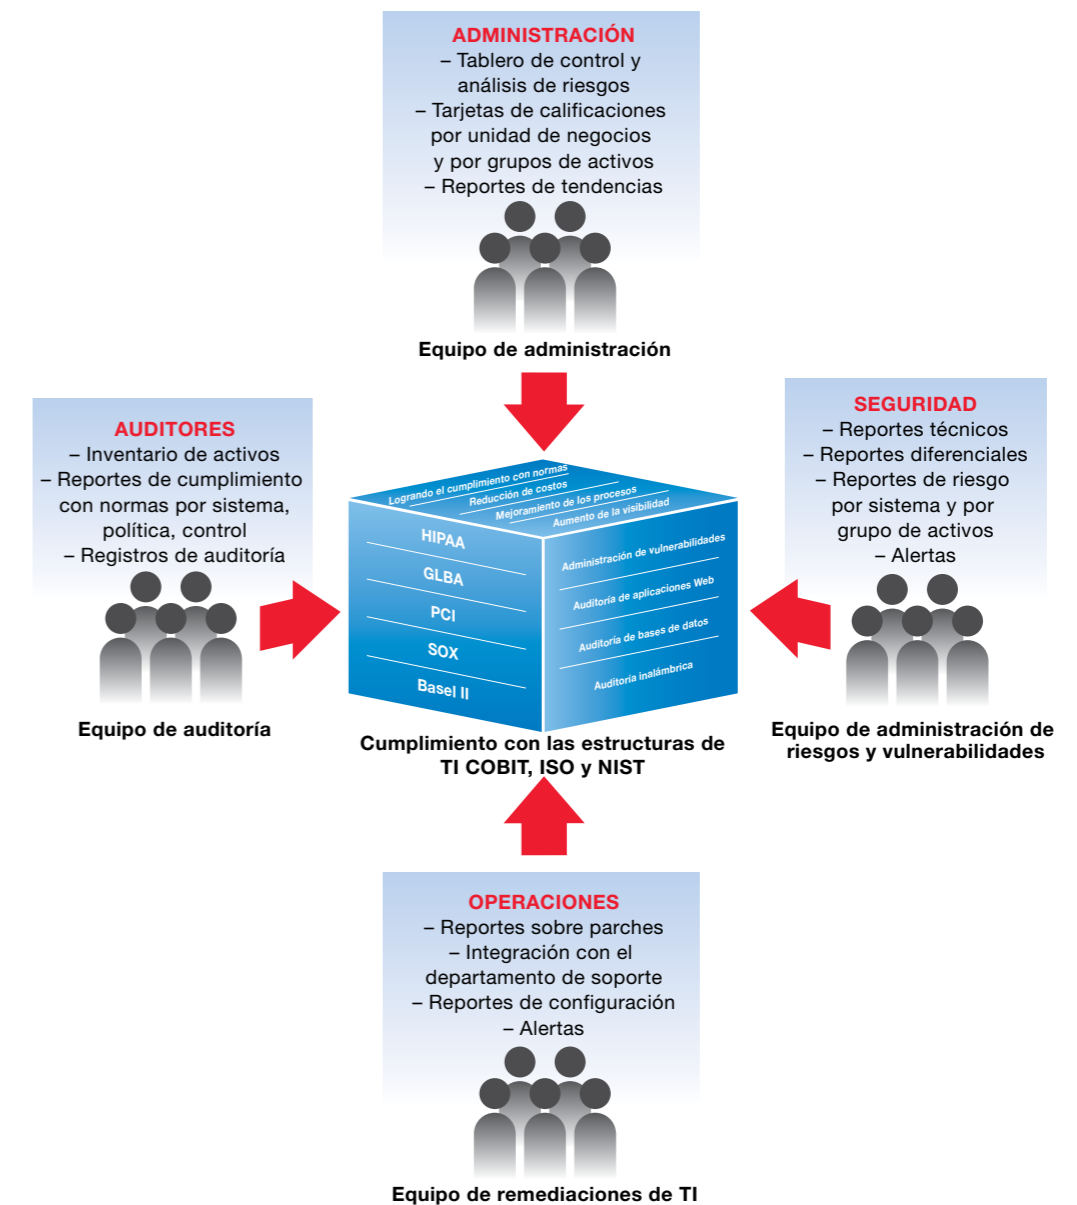 ADMINISTRACIÓN
– Tablero de control y
análisis de riesgos
– Tarjetas de calificaciones
por unidad de negocios
y por grupos de activos
– Reportes de tendencias
Equipo de administración
AUDITORES
– Inventario de activos
– Reportes de cumplimiento
con normas por sistema,
política, control
– Registros de auditoría
Equipo de auditoría
Logrando el cumplimiento con normas
Reducción de costos
Mejoramiento de los procesos
Aumento de la visibilidad
HIPAA
GLBA
PCI
SOX
Basel II
Administración de vulnerabilidades
Auditoría de aplicaciones Web
Auditoría de bases de datos
Auditoría inalámbrica
Cumplimiento con las estructuras de
TI COBIT, ISO y NIST
SEGURIDAD
– Reportes técnicos
– Reportes diferenciales
– Reportes de riesgo
por sistema y por
grupo de activos
– Alertas
Equipo de administración de
riesgos y vulnerabilidades
OPERACIONES
– Reportes sobre parches
– Integración con el
departamento de soporte
– Reportes de configuración
– Alertas
Equipo de remediaciones de TI